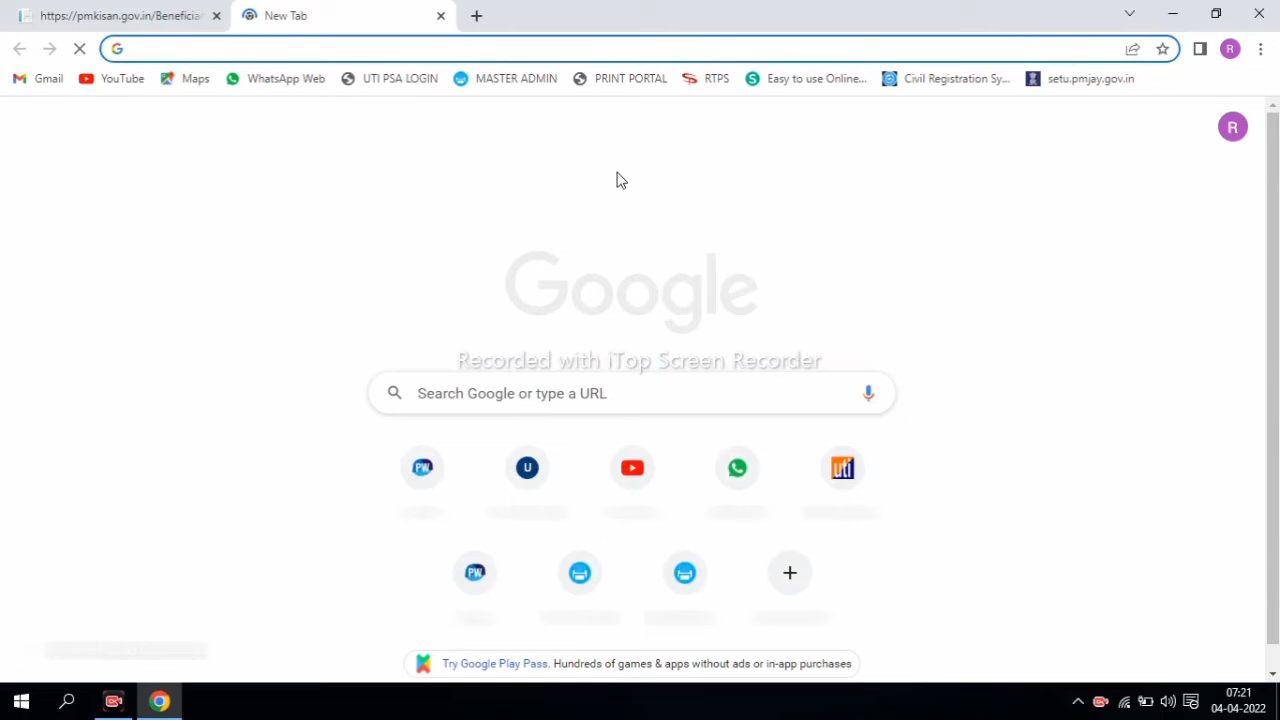 https://pmkisan.gov.in/Beneficia
New Tab
R
Gmail
YouTube
Maps
WhatsApp Web
UTI PSA LOGIN
MASTER ADMIN
PRINT PORTAL
RTPS
Easy to use Online...
Civil Registration Sy...
setu.pmjay.gov.in
R
Google
Recorded with iTop Screen Recorder
Search Google or type a URL
PW
U
uti
PW
Try Google Play Pass. Hundreds of games & apps without ads or in-app purchases
07:21
04-04-2022